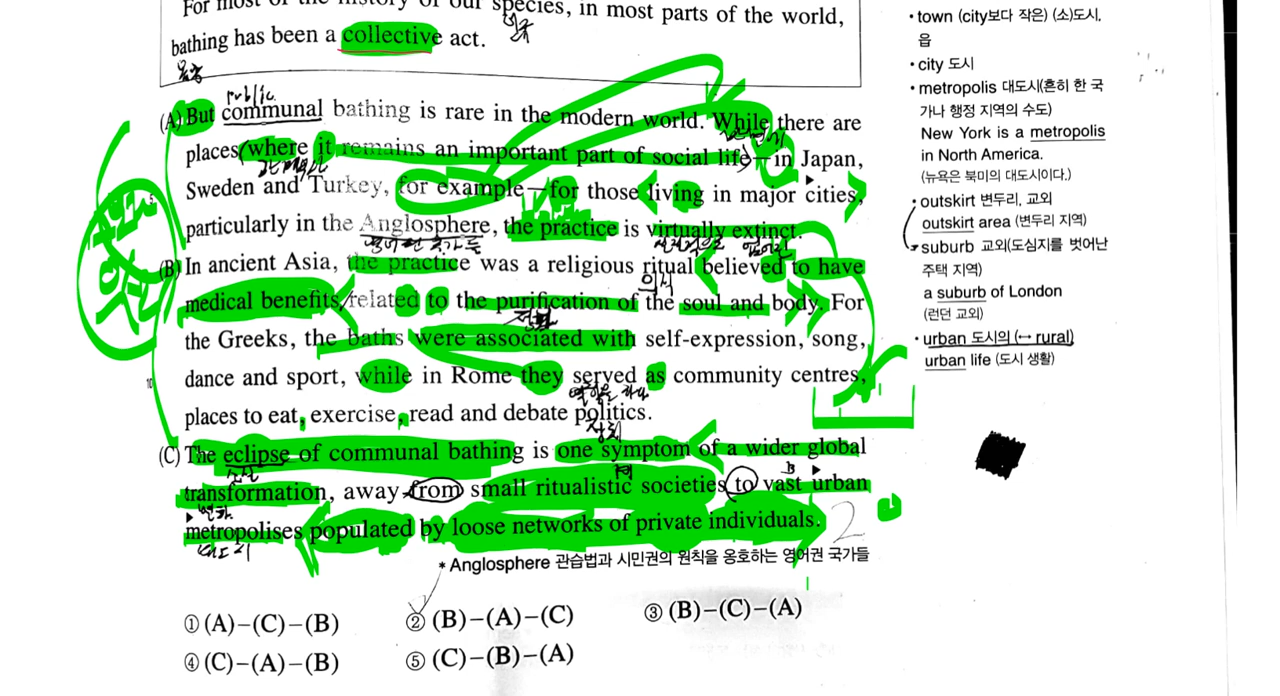 For most of the history of our species, in most parts of the world,
bathing has been a collective act.
public
(A) But communal bathing is rare in the modern world. While there are
places where it remains an important part of social life—in Japan,
Sweden and Turkey, for example—for those living in major cities,
particularly in the Anglosphere, the practice is virtually extinct.
(B) In ancient Asia, the practice was a religious ritual believed to have
의식
medical benefits related to the purification of the soul and body. For
the Greeks, the baths were associated with self-expression, song,
dance and sport, while in Rome they served as community centres,
places to eat, exercise, read and debate politics.
(C) The eclipse of communal bathing is one symptom of a wider global
transformation, away from small ritualistic societies to vast urban
metropolises populated by loose networks of private individuals.
2
* Anglosphere 관습법과 시민권의 원칙을 옹호하는 영어권 국가들
① (A)-(C)-(B)
② (B)-(A)-(C)
③ (B)-(C)-(A)
④ (C)-(A)-(B)
⑤ (C)-(B)-(A)
• town (city보다 작은) (소)도시,
읍
• city 도시
• metropolis 대도시(흔히 한 국
가나 행정 지역의 수도)
New York is a metropolis
in North America.
(뉴욕은 북미의 대도시이다.)
• outskirt 변두리, 교외
outskirt area (변두리 지역)
• suburb 교외(도심지를 벗어난
주택 지역)
a suburb of London
(런던 교외)
• urban 도시의 (↔ rural)
urban life (도시 생활)